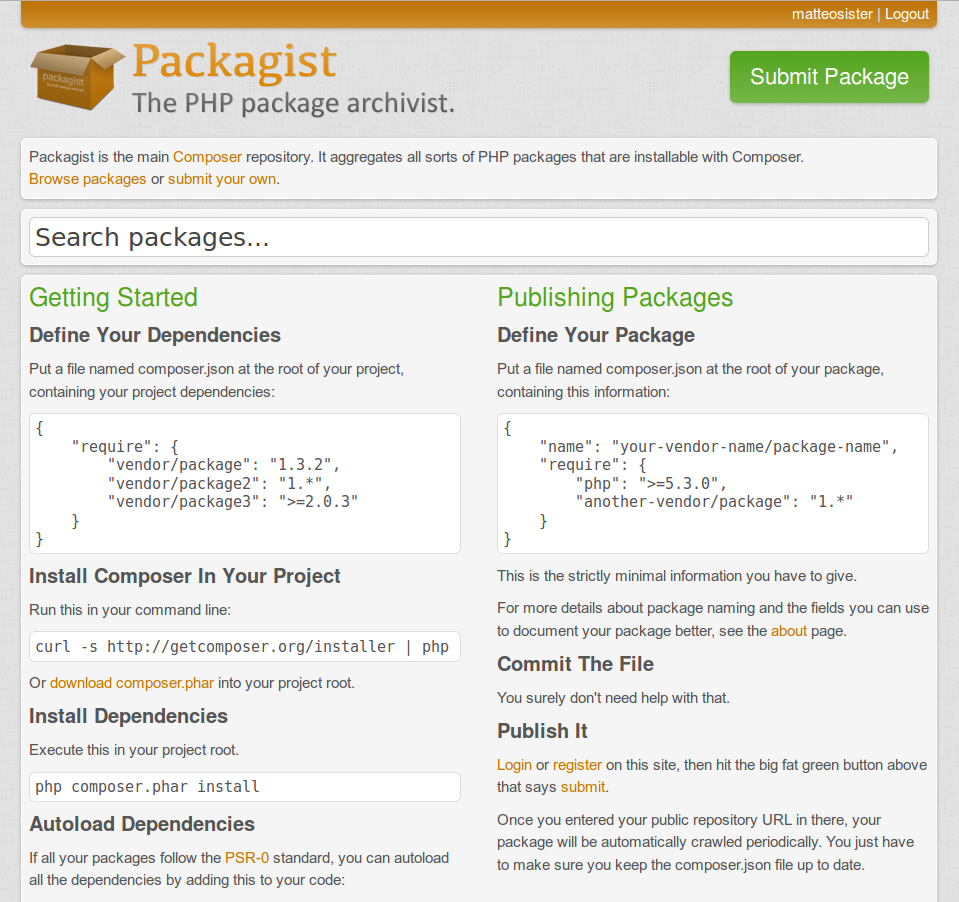 matteosister | Logout
packagist
Packagist
The PHP package archivist.
Submit Package
Packagist is the main Composer repository. It aggregates all sorts of PHP packages that are installable with Composer.
Browse packages or submit your own.
Search packages...
Getting Started
Define Your Dependencies
Put a file named composer.json at the root of your project,
containing your project dependencies:
{
    "require": {
        "vendor/package": "1.3.2",
        "vendor/package2": "1.*",
        "vendor/package3": ">=2.0.3"
    }
}
Install Composer In Your Project
Run this in your command line:
curl -s http://getcomposer.org/installer | php
Or download composer.phar into your project root.
Install Dependencies
Execute this in your project root.
php composer.phar install
Autoload Dependencies
If all your packages follow the PSR-0 standard, you can autoload
all the dependencies by adding this to your code:
Publishing Packages
Define Your Package
Put a file named composer.json at the root of your package,
containing this information:
{
    "name": "your-vendor-name/package-name",
    "require": {
        "php": ">=5.3.0",
        "another-vendor/package": "1.*"
    }
}
This is the strictly minimal information you have to give.
For more details about package naming and the fields you can use
to document your package better, see the about page.
Commit The File
You surely don't need help with that.
Publish It
Login or register on this site, then hit the big fat green button above
that says submit.
Once you entered your public repository URL in there, your
package will be automatically crawled periodically. You just have
to make sure you keep the composer.json file up to date.